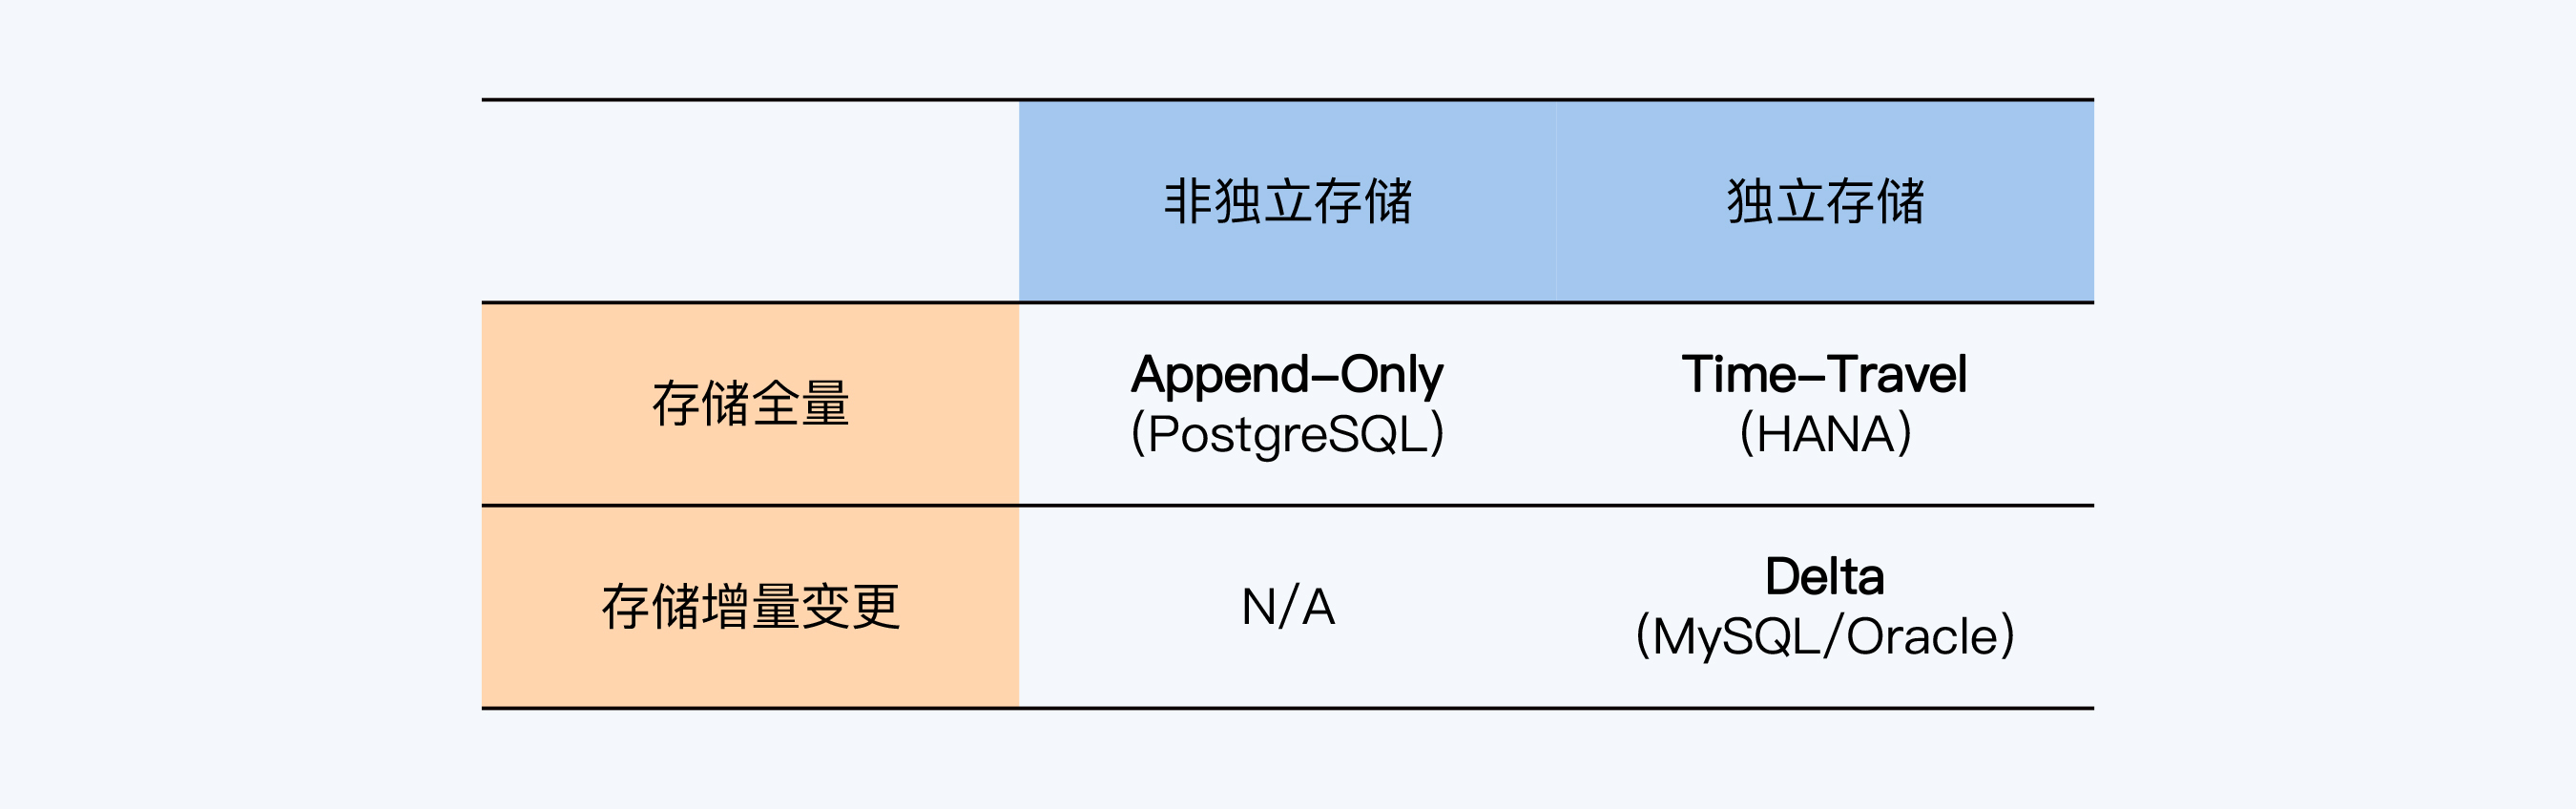 非独立存储
独立存储
存储全量
Append-Only
(PostgreSQL)
Time-Travel
(HANA)
存储增量变更
N/A
Delta
(MySQL/Oracle)